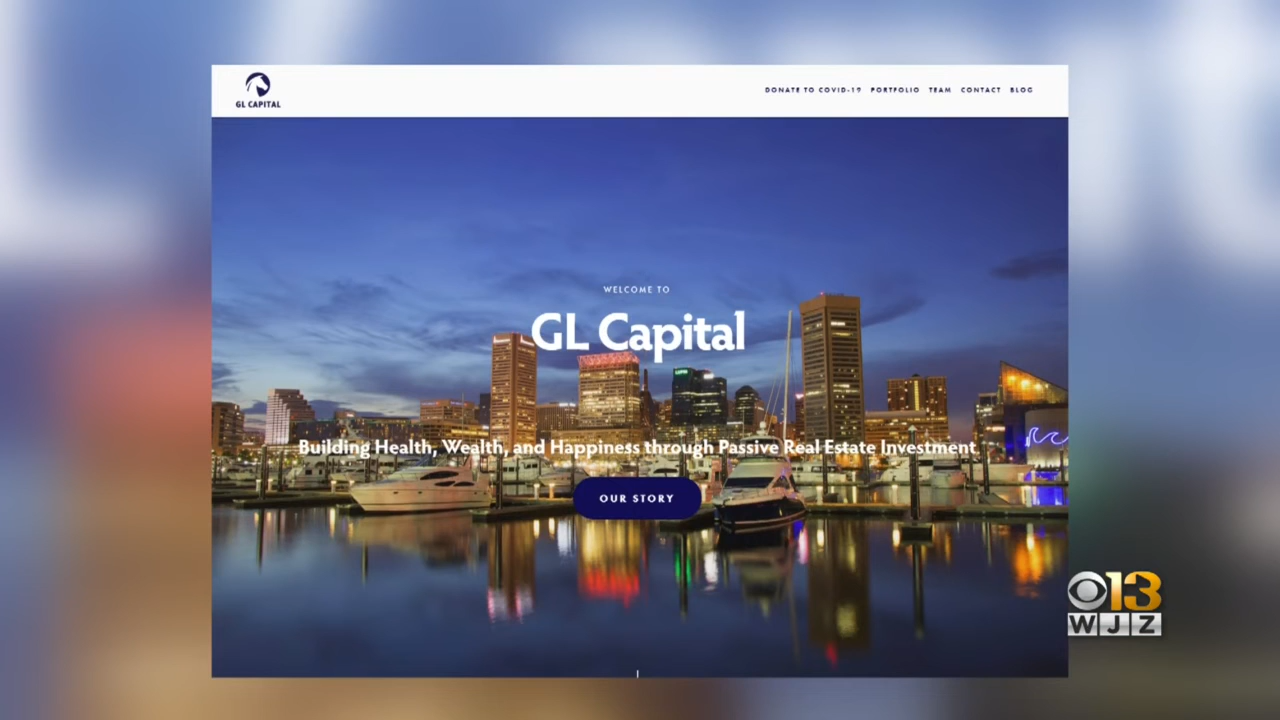 GL CAPITAL
DONATE TO COVID-19 PORTFOLIO TEAM CONTACT BLOG
WELCOME TO
GL Capital
Building Health, Wealth, and Happiness through Passive Real Estate Investment
OUR STORY
13
WJZ